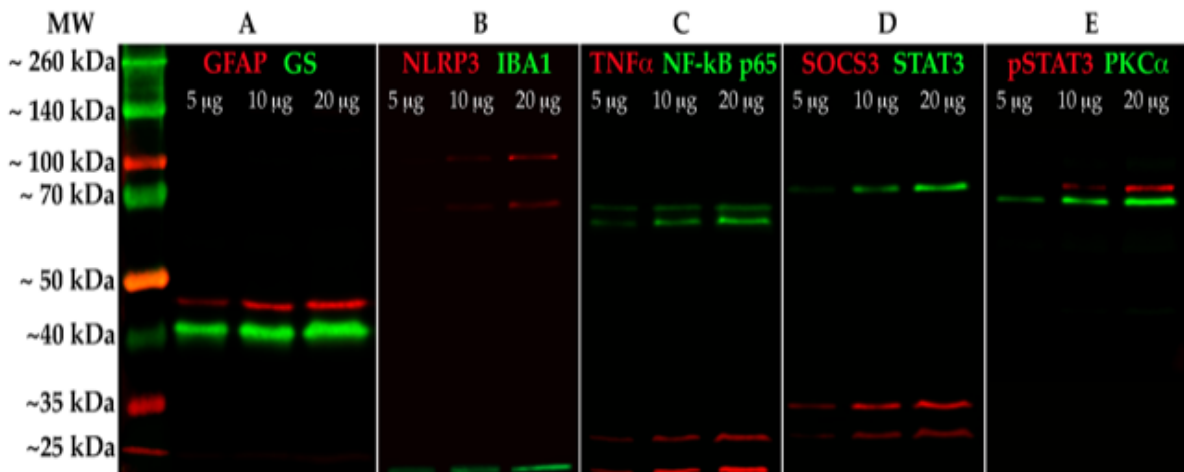 MW A B C D E
~ 260 kDa GFAP GS NLRP3 IBA1 TNFα NF-kB p65 SOCS3 STAT3 pSTAT3 PKCα
5 µg 10 µg 20 µg 5 µg 10 µg 20 µg 5 µg 10 µg 20 µg 5 µg 10 µg 20 µg 5 µg 10 µg 20 µg
~ 140 kDa
~ 100 kDa
~ 70 kDa
~ 50 kDa
~40 kDa
~35 kDa
~25 kDa